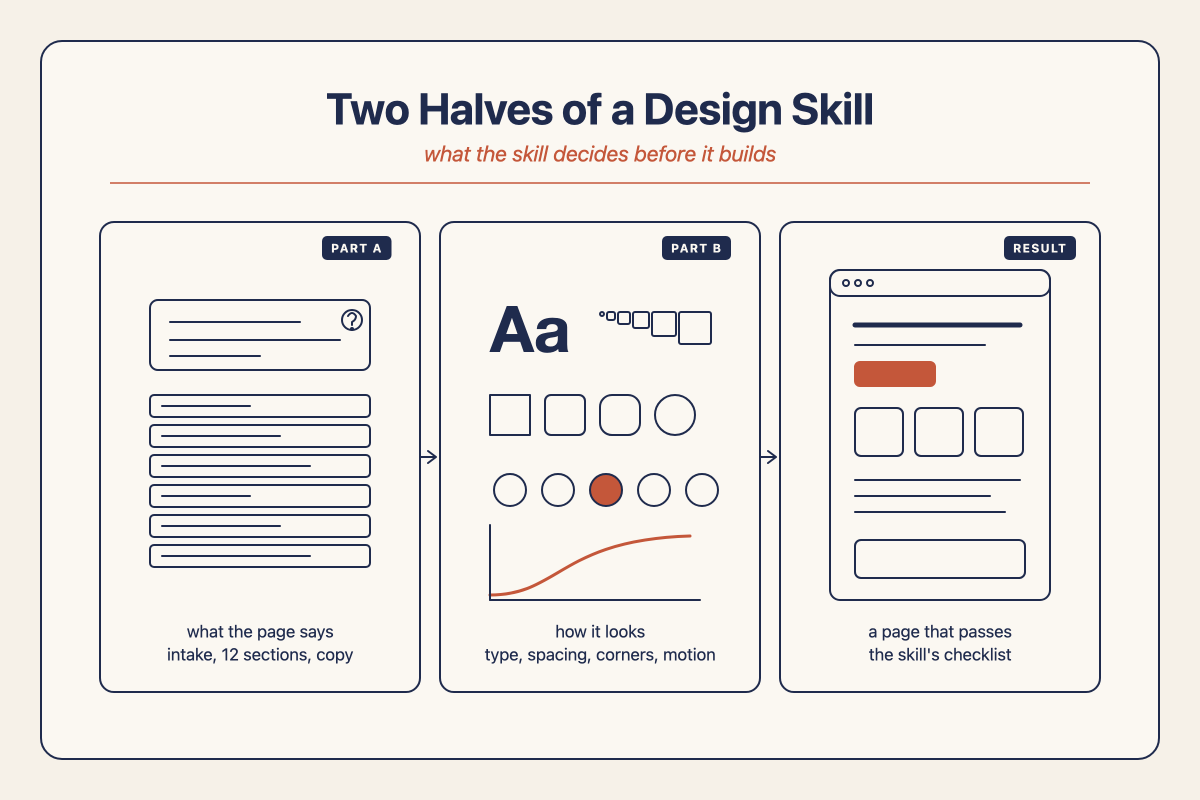 Two Halves of a Design Skill
what the skill decides before it builds
PART A
?
what the page says
intake, 12 sections, copy
PART B
Aa
how it looks
type, spacing, corners, motion
RESULT
a page that passes
the skill's checklist